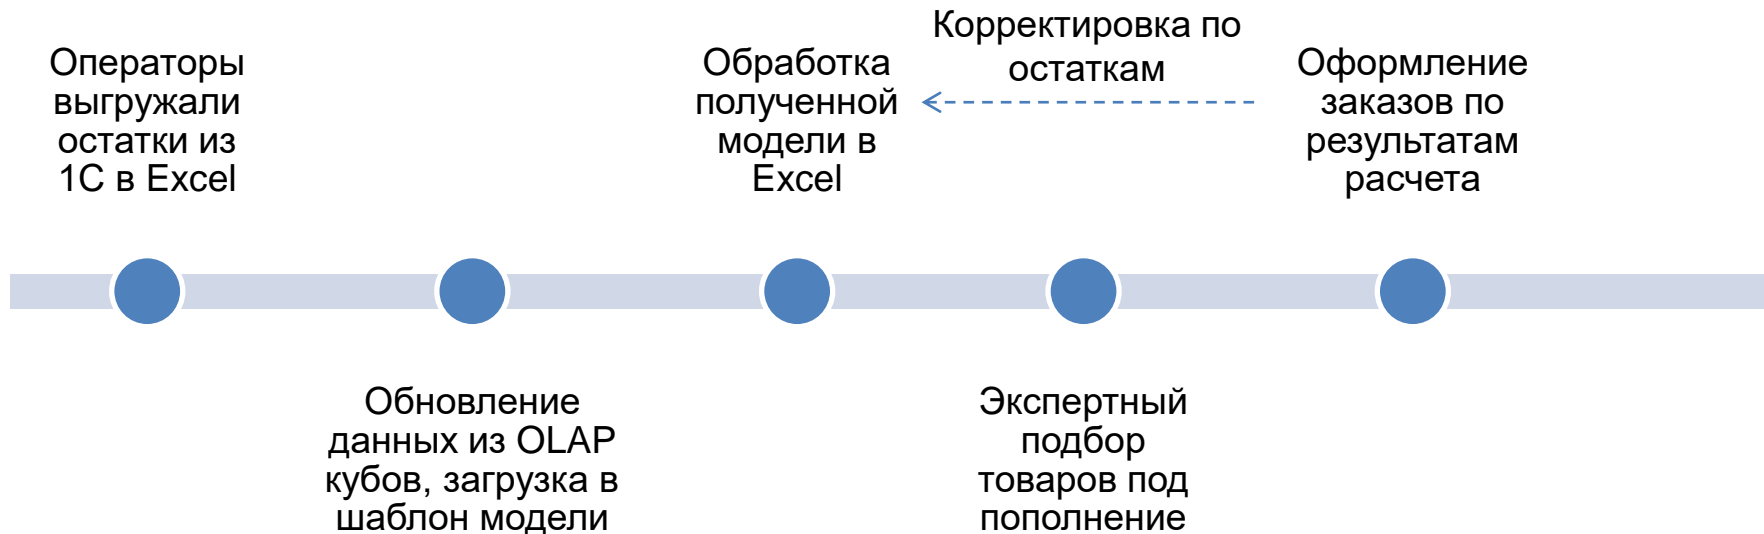 Операторы
выгружали
остатки из
1С в Excel
Обработка
полученной
модели в
Excel
Корректировка по
остаткам
Оформление
заказов по
результатам
расчета
Обновление
данных из OLAP
кубов, загрузка в
шаблон модели
Экспертный
подбор
товаров под
пополнение